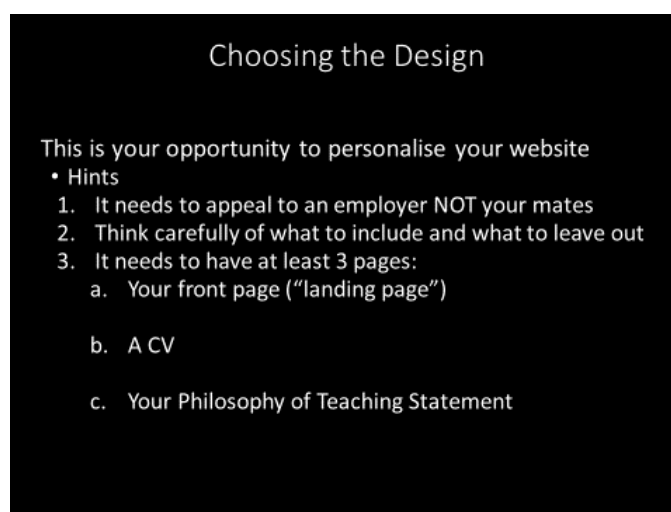 Choosing the Design
This is your opportunity to personalise your website
• Hints
1. It needs to appeal to an employer NOT your mates
2. Think carefully of what to include and what to leave out
3. It needs to have at least 3 pages:
a. Your front page (“landing page”)
b. A CV
c. Your Philosophy of Teaching Statement